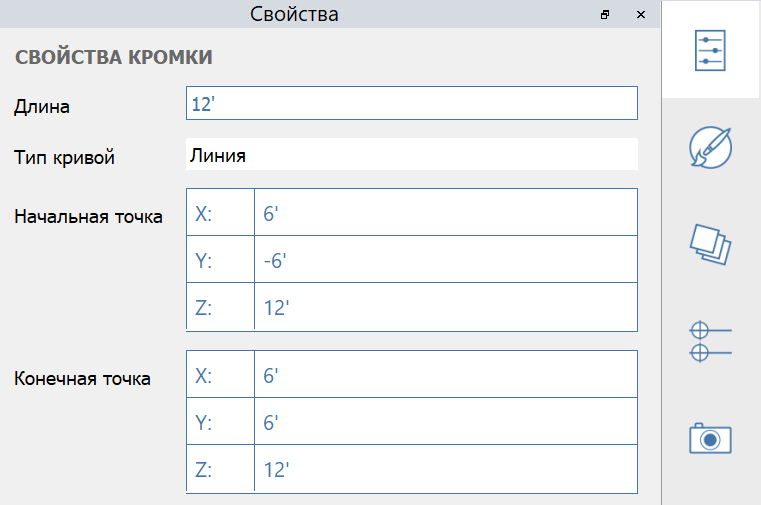 Свойства
СВОЙСТВА КРОМКИ
Длина 12'
Тип кривой Линия
Начальная точка X: 6'
Y: -6'
Z: 12'
Конечная точка X: 6'
Y: 6'
Z: 12'